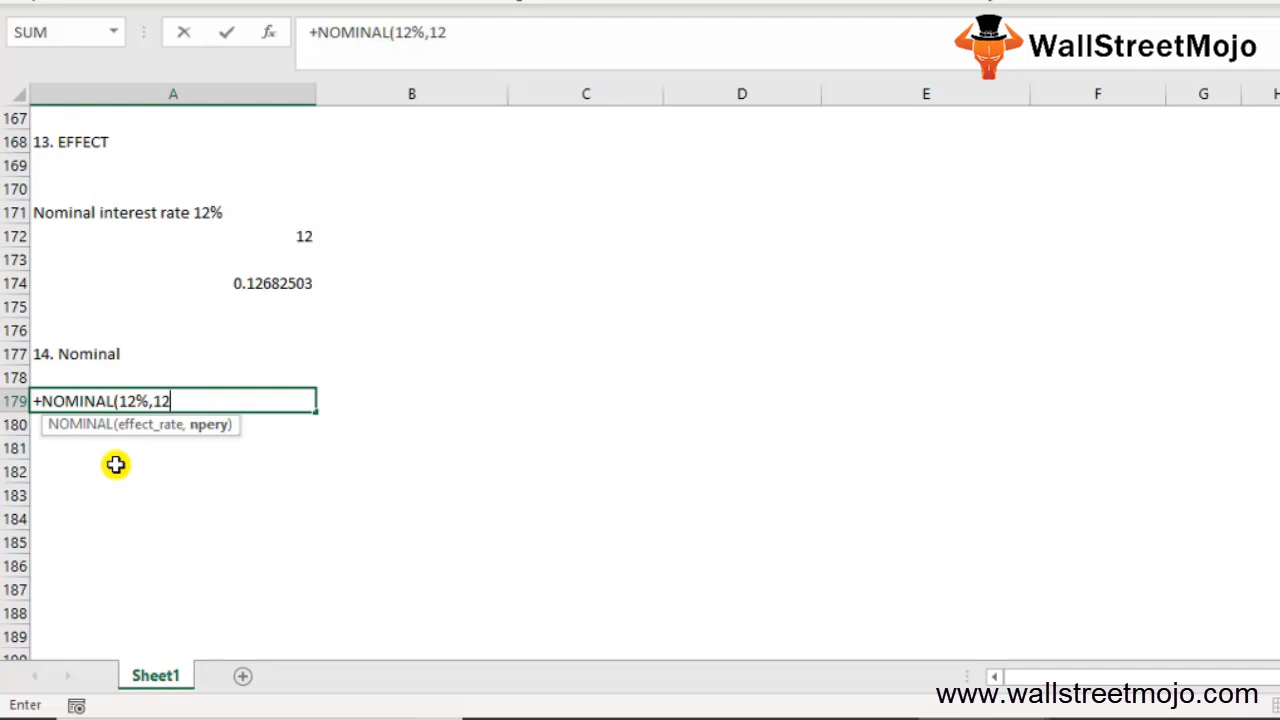 SUM
fx
+NOMINAL(12%,12
WallStreetMojo
A B C D E F G H
167
168 13. EFFECT
169
170
171 Nominal interest rate 12%
172 12
173
174 0.12682503
175
176
177 14. Nominal
178
179 +NOMINAL(12%,12
180 NOMINAL(effect_rate, npery)
181
182
183
184
185
186
187
188
189
Sheet1
Enter
www.wallstreetmojo.com